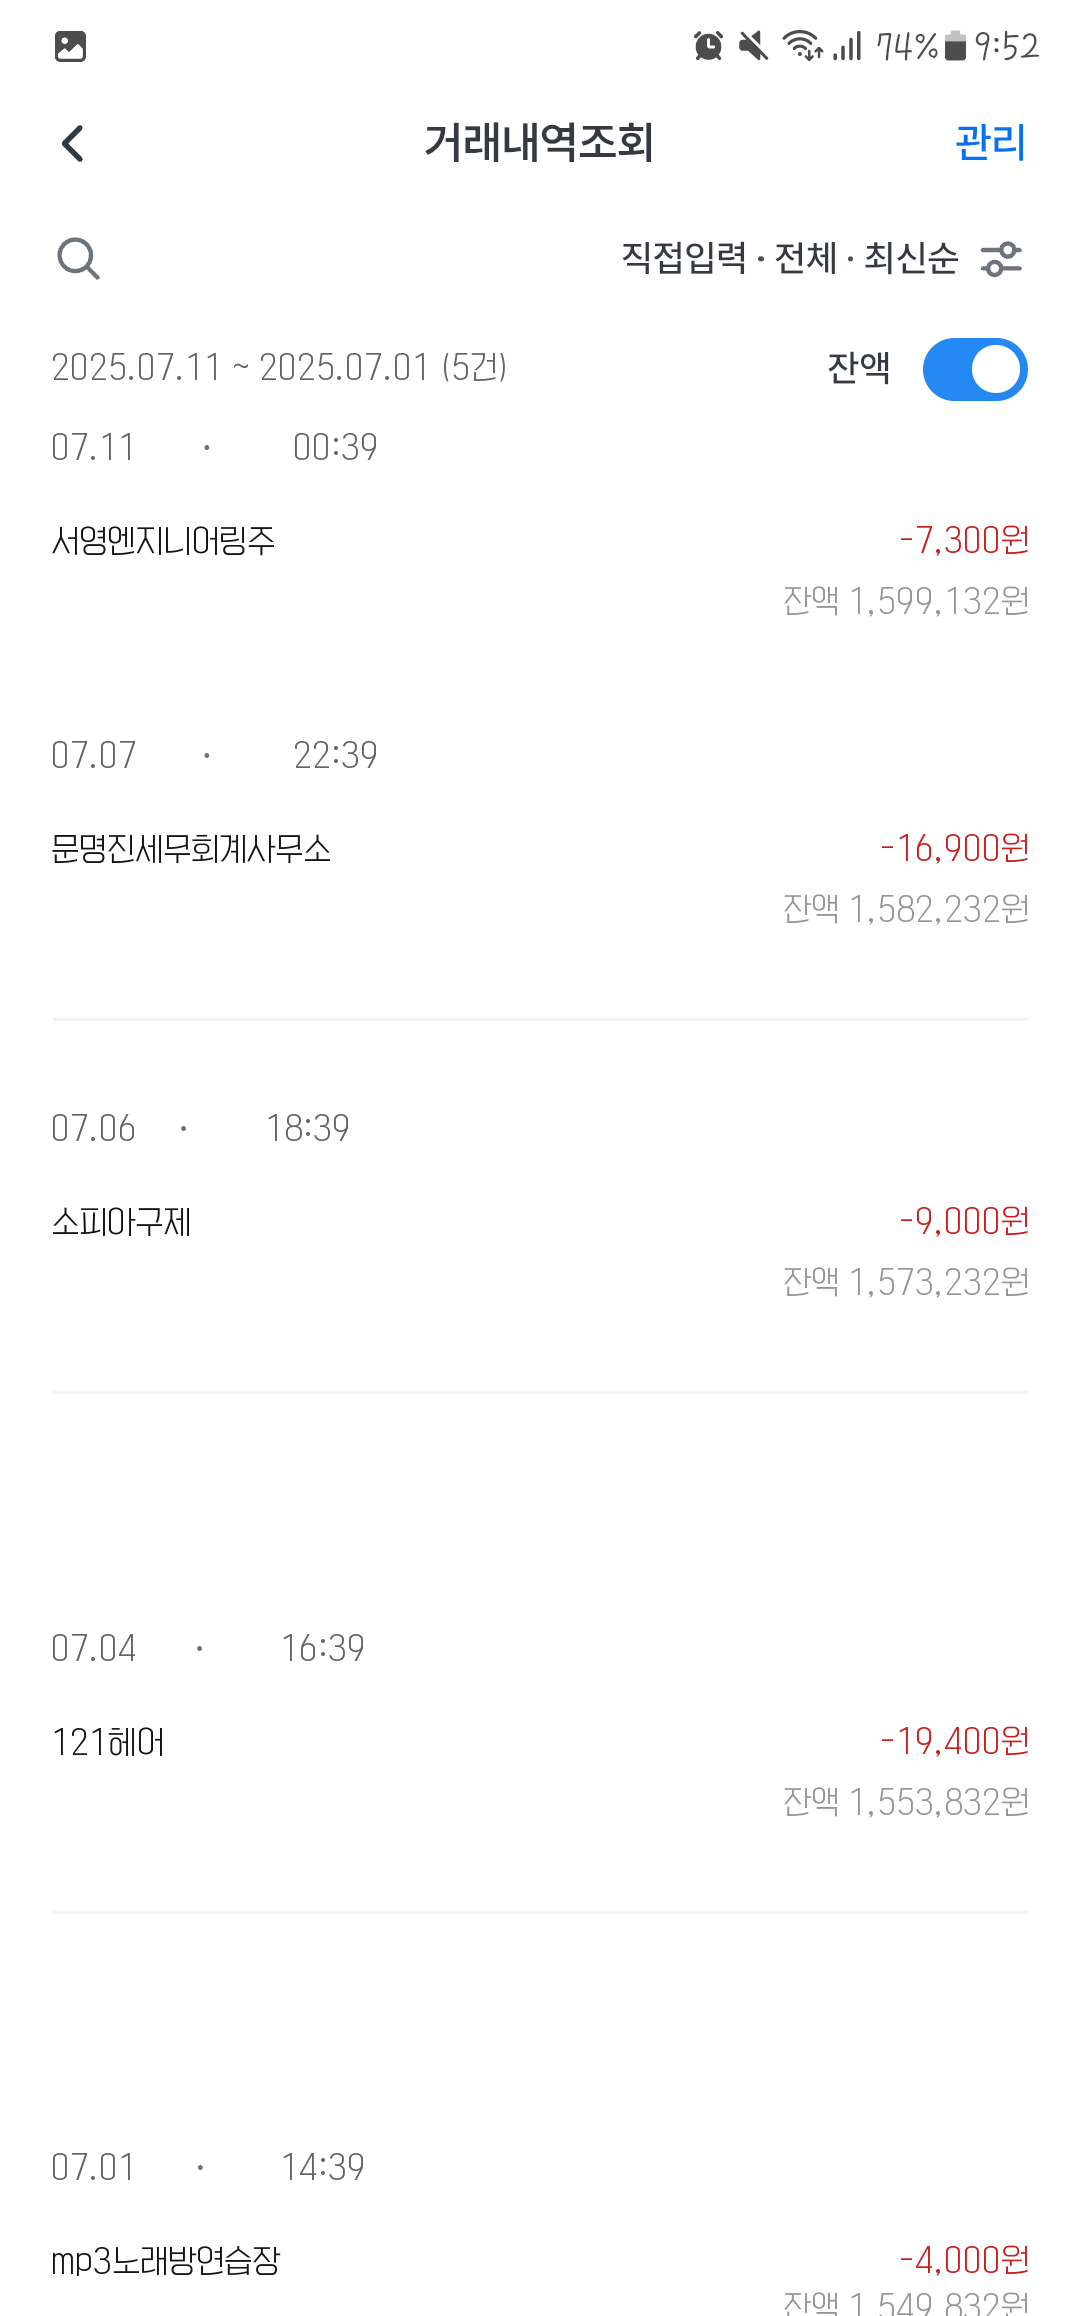 74% 9:52
거래내역조회 관리
직접입력 · 전체 · 최신순
2025.07.11 ~ 2025.07.01 (5건) 잔액
07.11 · 00:39
서영엔지니어링주 -7,300원
잔액 1,599,132원
07.07 · 22:39
문명진세무회계사무소 -16,900원
잔액 1,582,232원
07.06 · 18:39
소피아구제 -9,000원
잔액 1,573,232원
07.04 · 16:39
121헤어 -19,400원
잔액 1,553,832원
07.01 · 14:39
mp3노래방연습장 -4,000원
잔액 1,549,832원